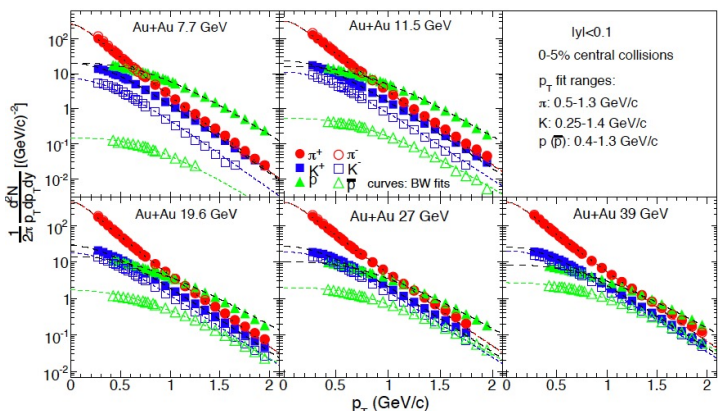 Au+Au 7.7 GeV
Au+Au 11.5 GeV
|y|<0.1
0-5% central collisions
p_T fit ranges:
π: 0.5-1.3 GeV/c
K: 0.25-1.4 GeV/c
p (p̅): 0.4-1.3 GeV/c
10²
10
1
10⁻¹
10⁻²
π⁺
π⁻
K⁺
K⁻
p
p̅
curves: BW fits
1/2π d²N/p_Tdp_Tdy [(GeV/c)⁻²]
Au+Au 19.6 GeV
Au+Au 27 GeV
Au+Au 39 GeV
10²
10
1
10⁻¹
10⁻²
0 0.5 1 1.5 2 0 0.5 1 1.5 2 0 0.5 1 1.5 2
p_T (GeV/c)